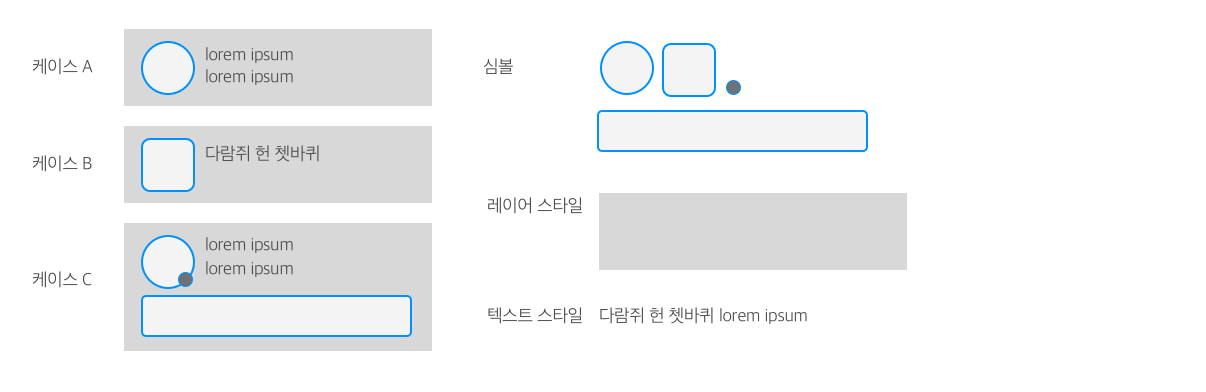 케이스 A
lorem ipsum
lorem ipsum
케이스 B
다람쥐 헌 쳇바퀴
케이스 C
lorem ipsum
lorem ipsum
심볼
레이어 스타일
텍스트 스타일
다람쥐 헌 쳇바퀴 lorem ipsum